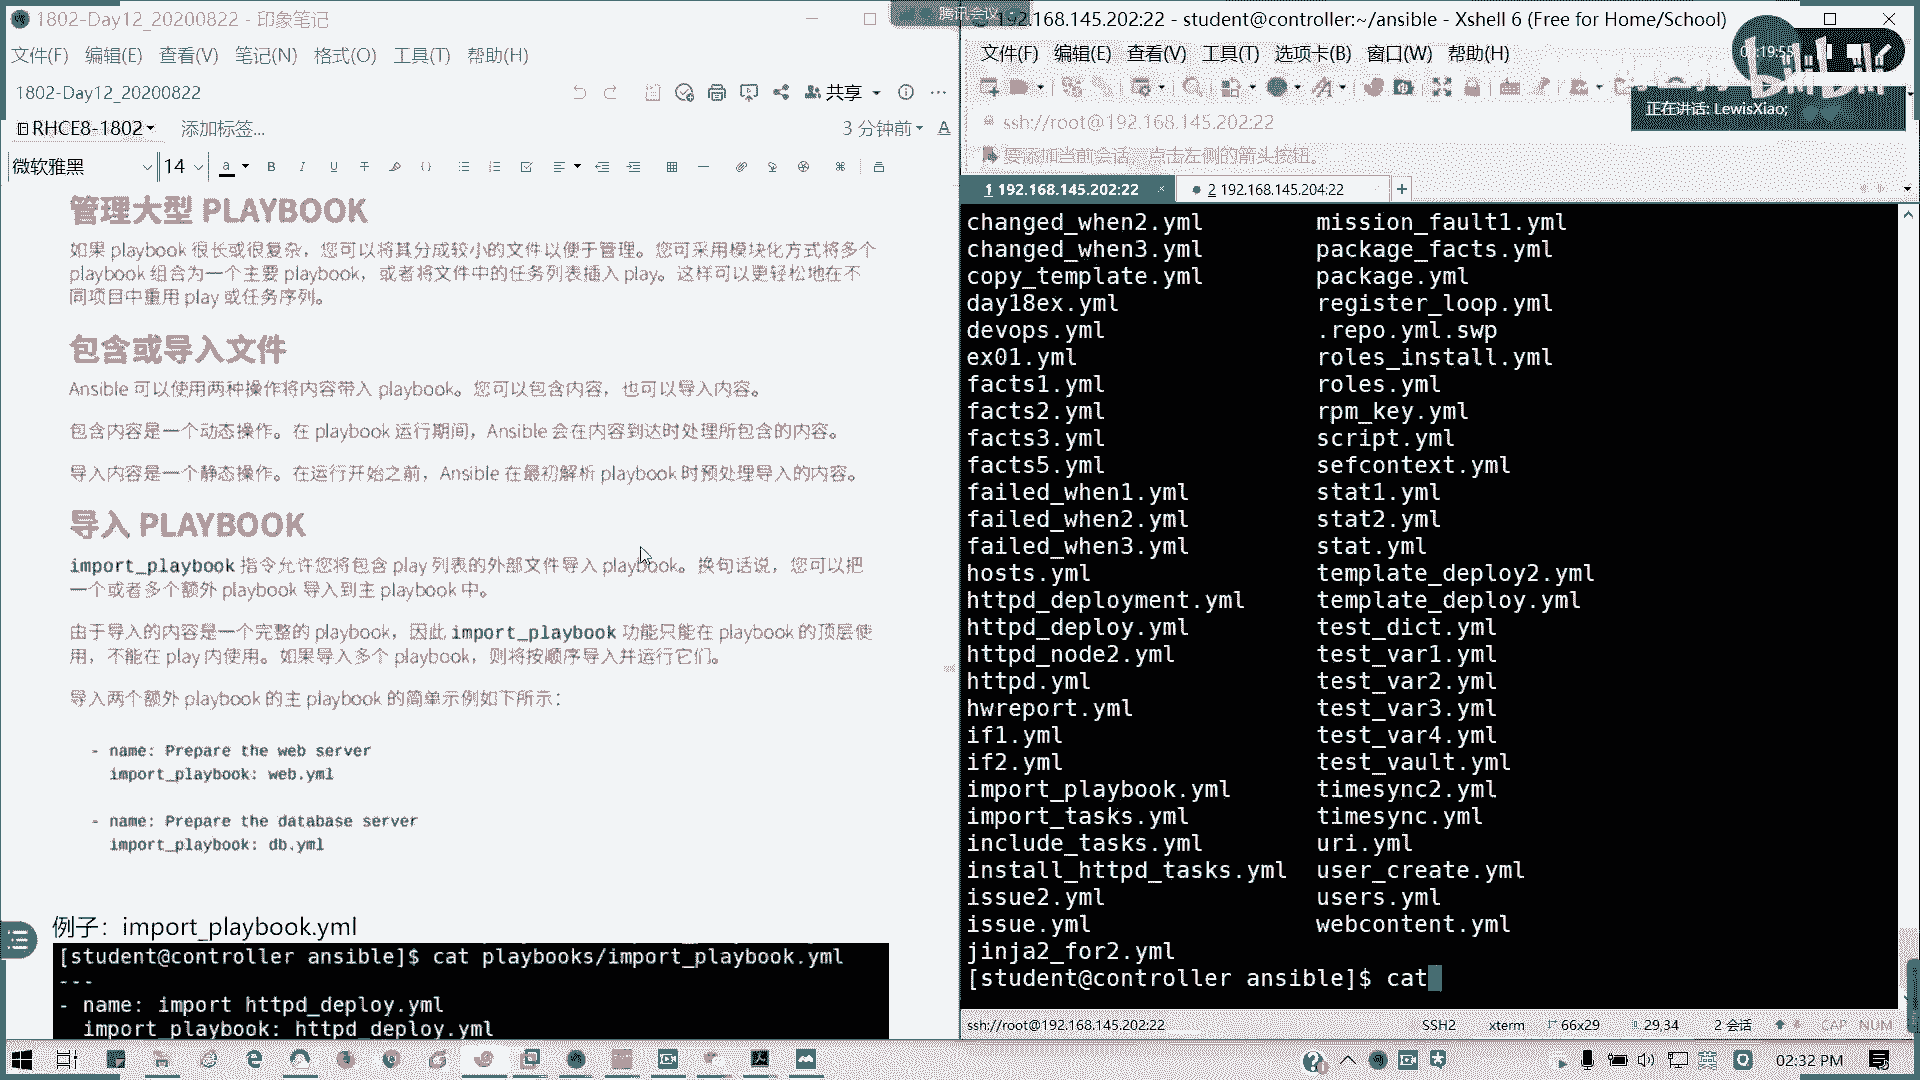 1802-Day12_20200822 - 印象笔记
文件(F) 编辑(E) 查看(V) 笔记(N) 格式(O) 工具(T) 帮助(H)
1802-Day12_20200822
共享
RHCE8-1802
添加标签...
3 分钟前
微软雅黑
14
管理大型 PLAYBOOK
如果 playbook 很长或很复杂，您可以将其分成较小的文件以便于管理。您可采用模块化方式将多个
playbook 组合为一个主要 playbook，或者将文件中的任务列表插入 play。这样可以更轻松地在不
同项目中重用 play 或任务序列。
包含或导入文件
Ansible 可以使用两种操作将内容带入 playbook。您可以包含内容，也可以导入内容。
包含内容是一个动态操作。在 playbook 运行期间，Ansible 会在内容到达时处理所包含的内容。
导入内容是一个静态操作。在运行开始之前，Ansible 在最初解析 playbook 时预处理导入的内容。
导入 PLAYBOOK
import_playbook 指令允许您将包含 play 列表的外部文件导入 playbook。换句话说，您可以把
一个或者多个额外 playbook 导入到主 playbook 中。
由于导入的内容是一个完整的 playbook，因此 import_playbook 功能只能在 playbook 的顶层使
用，不能在 play 内使用。如果导入多个 playbook，则将按顺序导入并运行它们。
导入两个额外 playbook 的主 playbook 的简单示例如下所示：
- name: Prepare the web server
import_playbook: web.yml
- name: Prepare the database server
import_playbook: db.yml
例子：import_playbook.yml
[student@controller ansible]$ cat playbooks/import_playbook.yml
---
- name: import httpd_deploy.yml
import_playbook: httpd_deploy.yml
腾讯会议
192.168.145.202:22 - student@controller:~/ansible - Xshell 6 (Free for Home/School)
文件(F) 编辑(E) 查看(V) 工具(T) 选项卡(B) 窗口(W) 帮助(H)
19:55
bilibili
正在讲话: LewisXiao;
ssh://root@192.168.145.202:22
要添加当前会话，点击左侧的箭头按钮。
1 192.168.145.202:22
2 192.168.145.204:22
changed_when2.yml mission_fault1.yml
changed_when3.yml package_facts.yml
copy_template.yml package.yml
day18ex.yml register_loop.yml
devops.yml .repo.yml.swp
ex01.yml roles_install.yml
facts1.yml roles.yml
facts2.yml rpm_key.yml
facts3.yml script.yml
facts5.yml sefcontext.yml
failed_when1.yml stat1.yml
failed_when2.yml stat2.yml
failed_when3.yml stat.yml
hosts.yml template_deploy2.yml
httpd_deployment.yml template_deploy.yml
httpd_deploy.yml test_dict.yml
httpd_node2.yml test_var1.yml
httpd.yml test_var2.yml
hwreport.yml test_var3.yml
if1.yml test_var4.yml
if2.yml test_vault.yml
import_playbook.yml timesync2.yml
import_tasks.yml timesync.yml
include_tasks.yml uri.yml
install_httpd_tasks.yml user_create.yml
issue2.yml users.yml
issue.yml webcontent.yml
jinja2_for2.yml
[student@controller ansible]$ cat
ssh://root@192.168.145.202:22 SSH2 xterm 66x29 29,34 2 会话 CAP NUM
英
02:32 PM